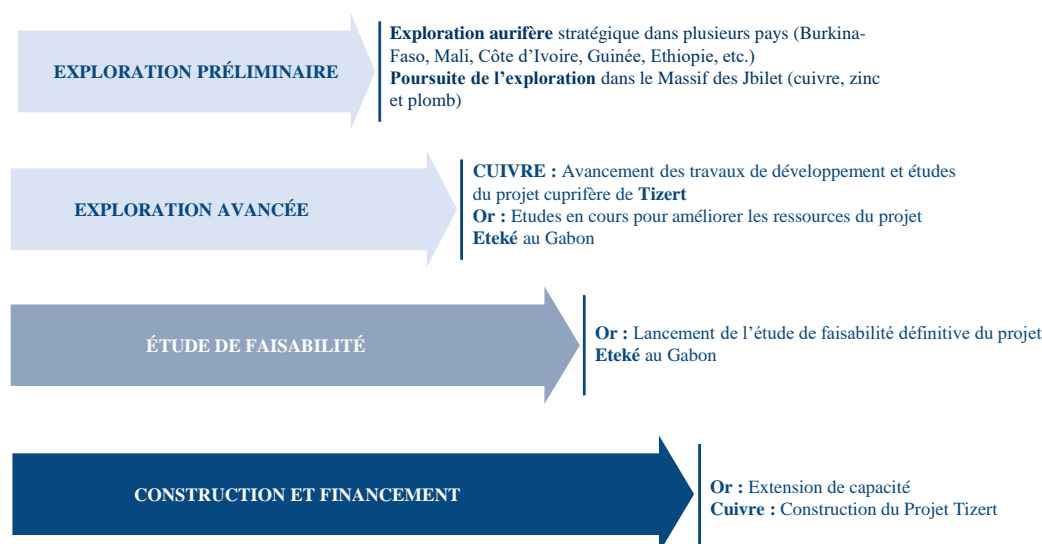 EXPLORATION PRÉLIMINAIRE
Exploration aurifère stratégique dans plusieurs pays (Burkina-
Faso, Mali, Côte d’Ivoire, Guinée, Ethiopie, etc.)
Poursuite de l’exploration dans le Massif des Jbilet (cuivre, zinc
et plomb)
EXPLORATION AVANCÉE
CUIVRE : Avancement des travaux de développement et études
du projet cuprifère de Tizert
Or : Etudes en cours pour améliorer les ressources du projet
Eteké au Gabon
ÉTUDE DE FAISABILITÉ
Or : Lancement de l’étude de faisabilité définitive du projet
Eteké au Gabon
CONSTRUCTION ET FINANCEMENT
Or : Extension de capacité
Cuivre : Construction du Projet Tizert